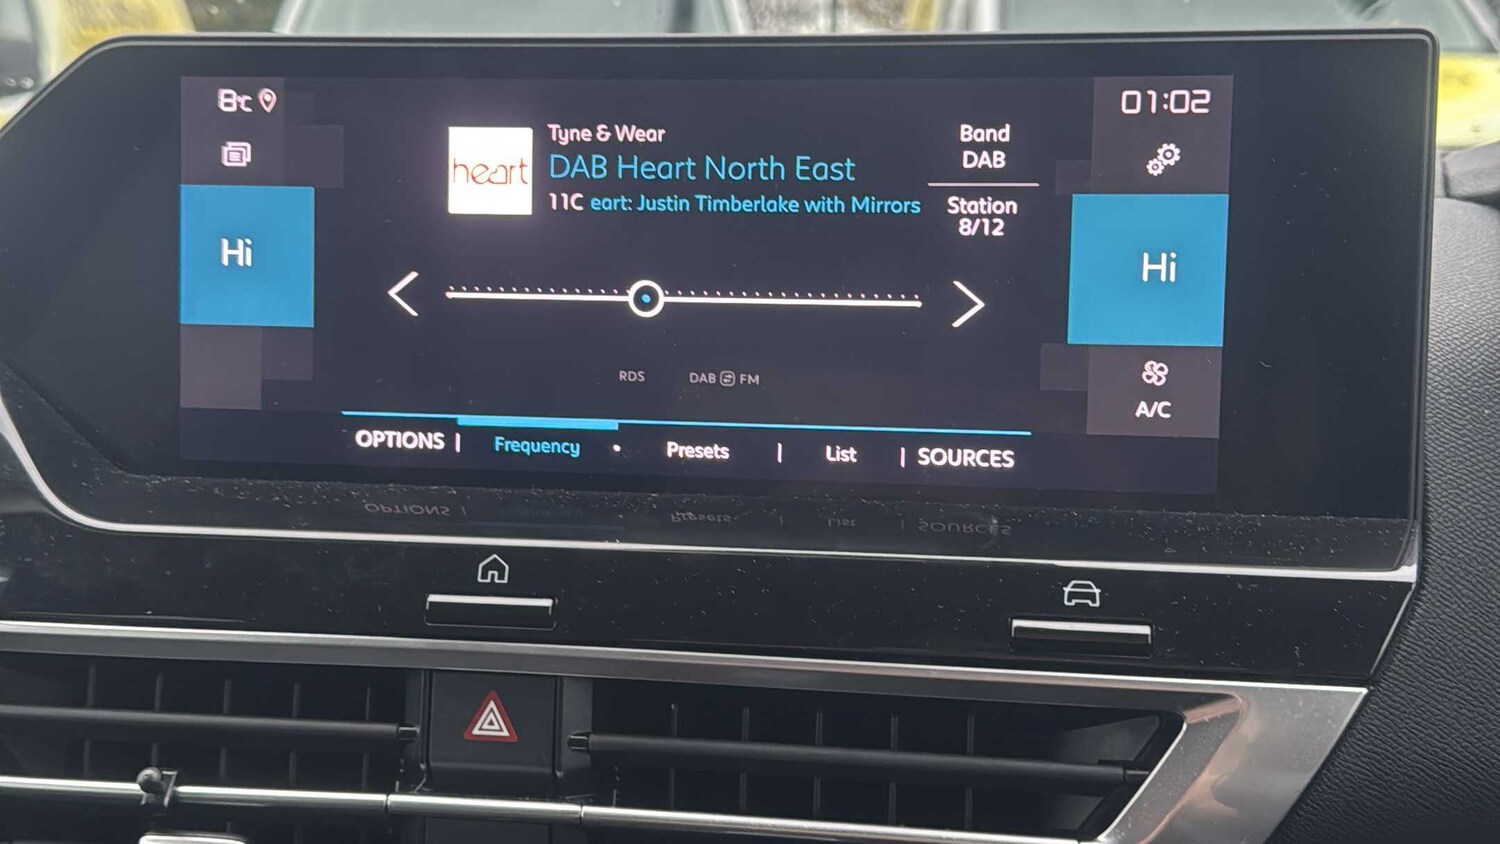 8°C
01:02
heart
Tyne & Wear
DAB Heart North East
11C eart: Justin Timberlake with Mirrors
Band
DAB
Station
8/12
Hi
Hi
RDS
DAB FM
A/C
OPTIONS | Frequency • Presets | List | SOURCES